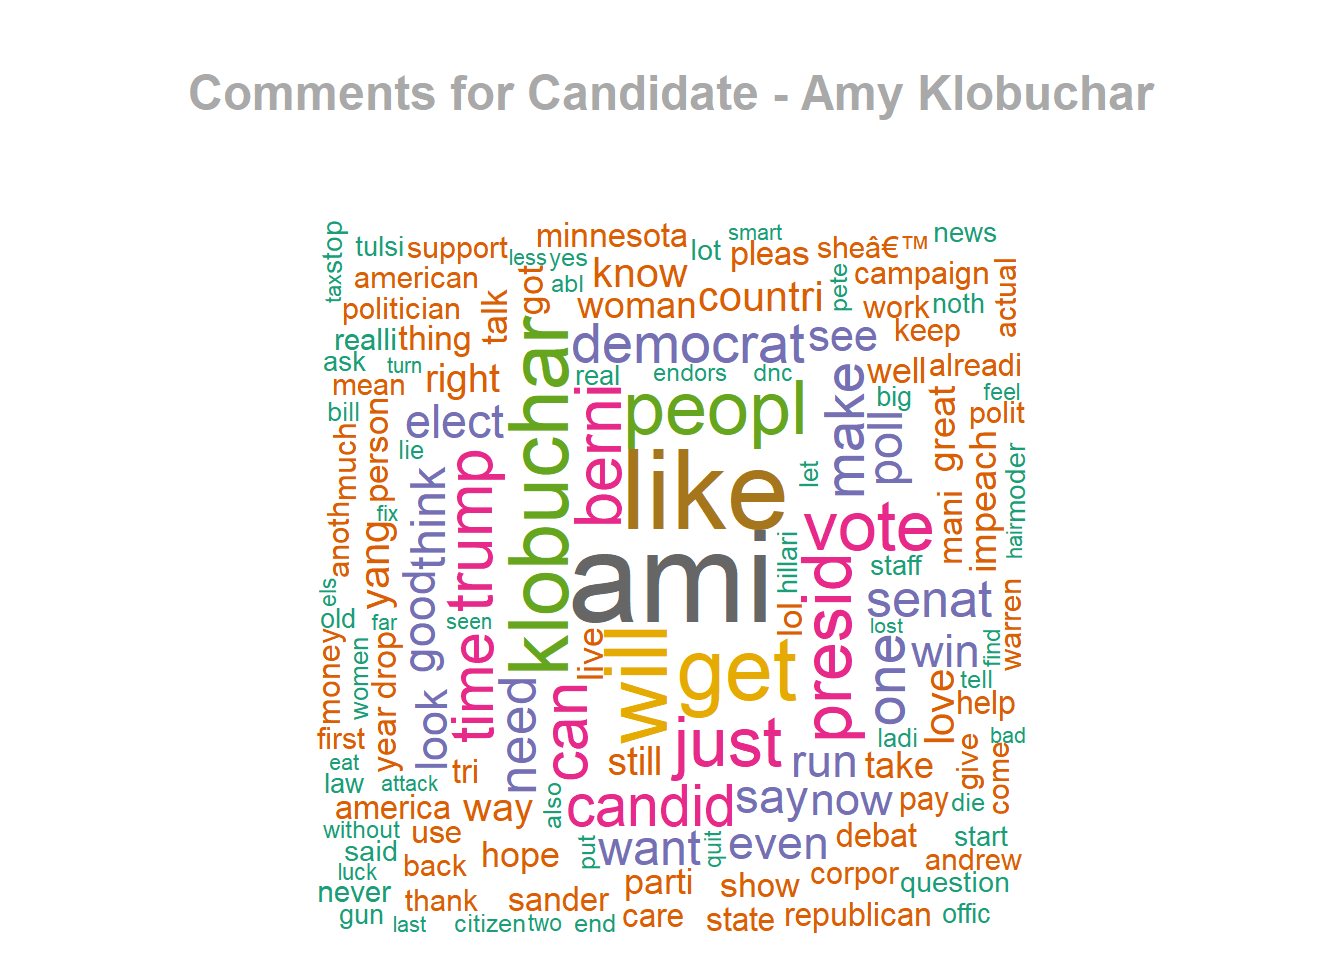 Comments for Candidate - Amy Klobuchar
minnesota
smart
news
stop
tulsi
support
less
yes
lot
pleas
sheâ€™
tax
american
got
abl
know
pete
campaign
actual
politician
talk
woman
countri
work
noth
realli
thing
klobuchar
democrat
see
keep
ask
turn
mean
right
real
endors
dnc
make
well
alreadi
bill
person
elect
berni
peopl
poll
big
great
feel
polit
much
lie
trump
like
let
impeach
moder
anoth
fix
think
vote
mani
hair
els
yang
good
ami
hillari
staff
old
far
seen
presid
senat
warren
money
women
drop
time
live
will
get
lol
lost
one
win
find
first
year
look
need
can
just
love
tell
help
eat
law
attack
tri
still
run
take
ladi
give
bad
come
america
way
also
candid
say
now
pay
die
without
use
said
luck
back
hope
put
want
quit
even
debat
start
andrew
never
thank
sander
parti
show
corpor
question
gun
last
citizen
two
end
care
state
republican
offic